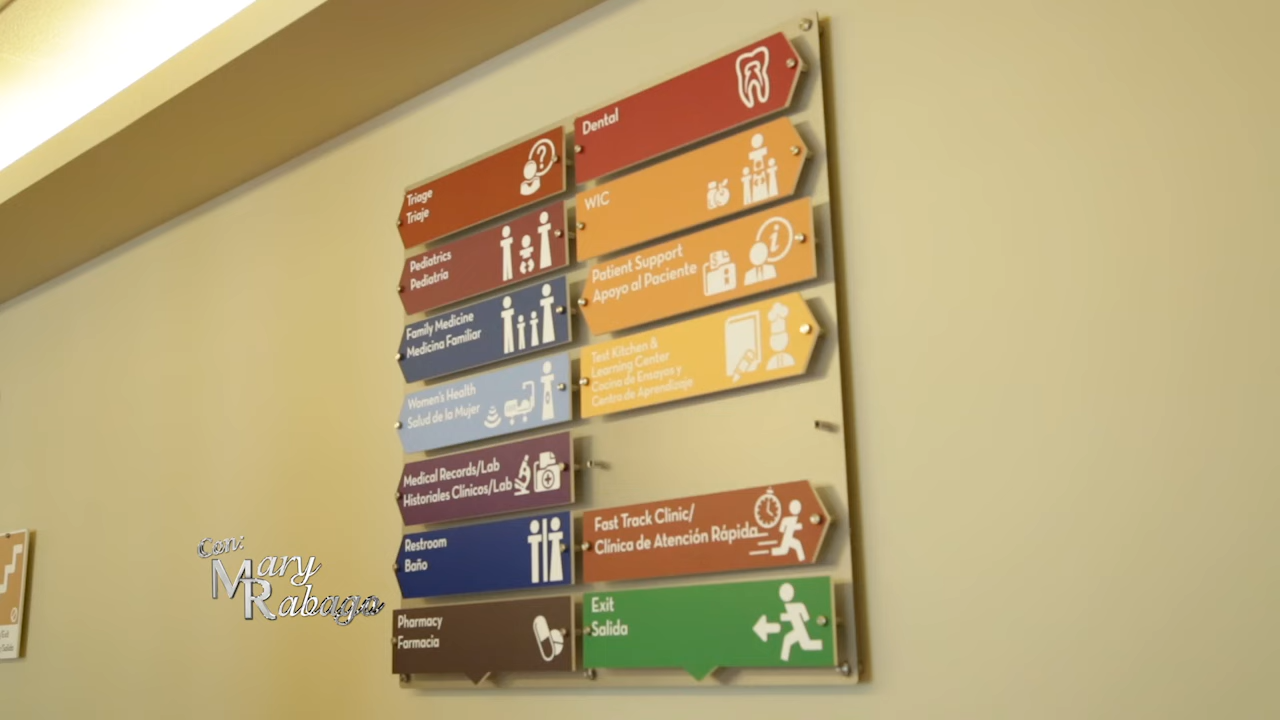 Triage
Triaje
Pediatrics
Pediatria
Family Medicine
Medicina Familiar
Women's Health
Salud de la Mujer
Medical Records/Lab
Historiales Clínicos/Lab
Restroom
Baño
Pharmacy
Farmacia
Dental
WIC
Patient Support
Apoyo al Paciente
Test Kitchen &
Learning Center
Cocina de Ensayos y
Centro de Aprendizaje
Fast Track Clinic/
Clínica de Atención Rápida
Exit
Salida
Con:
Mary
Rabago